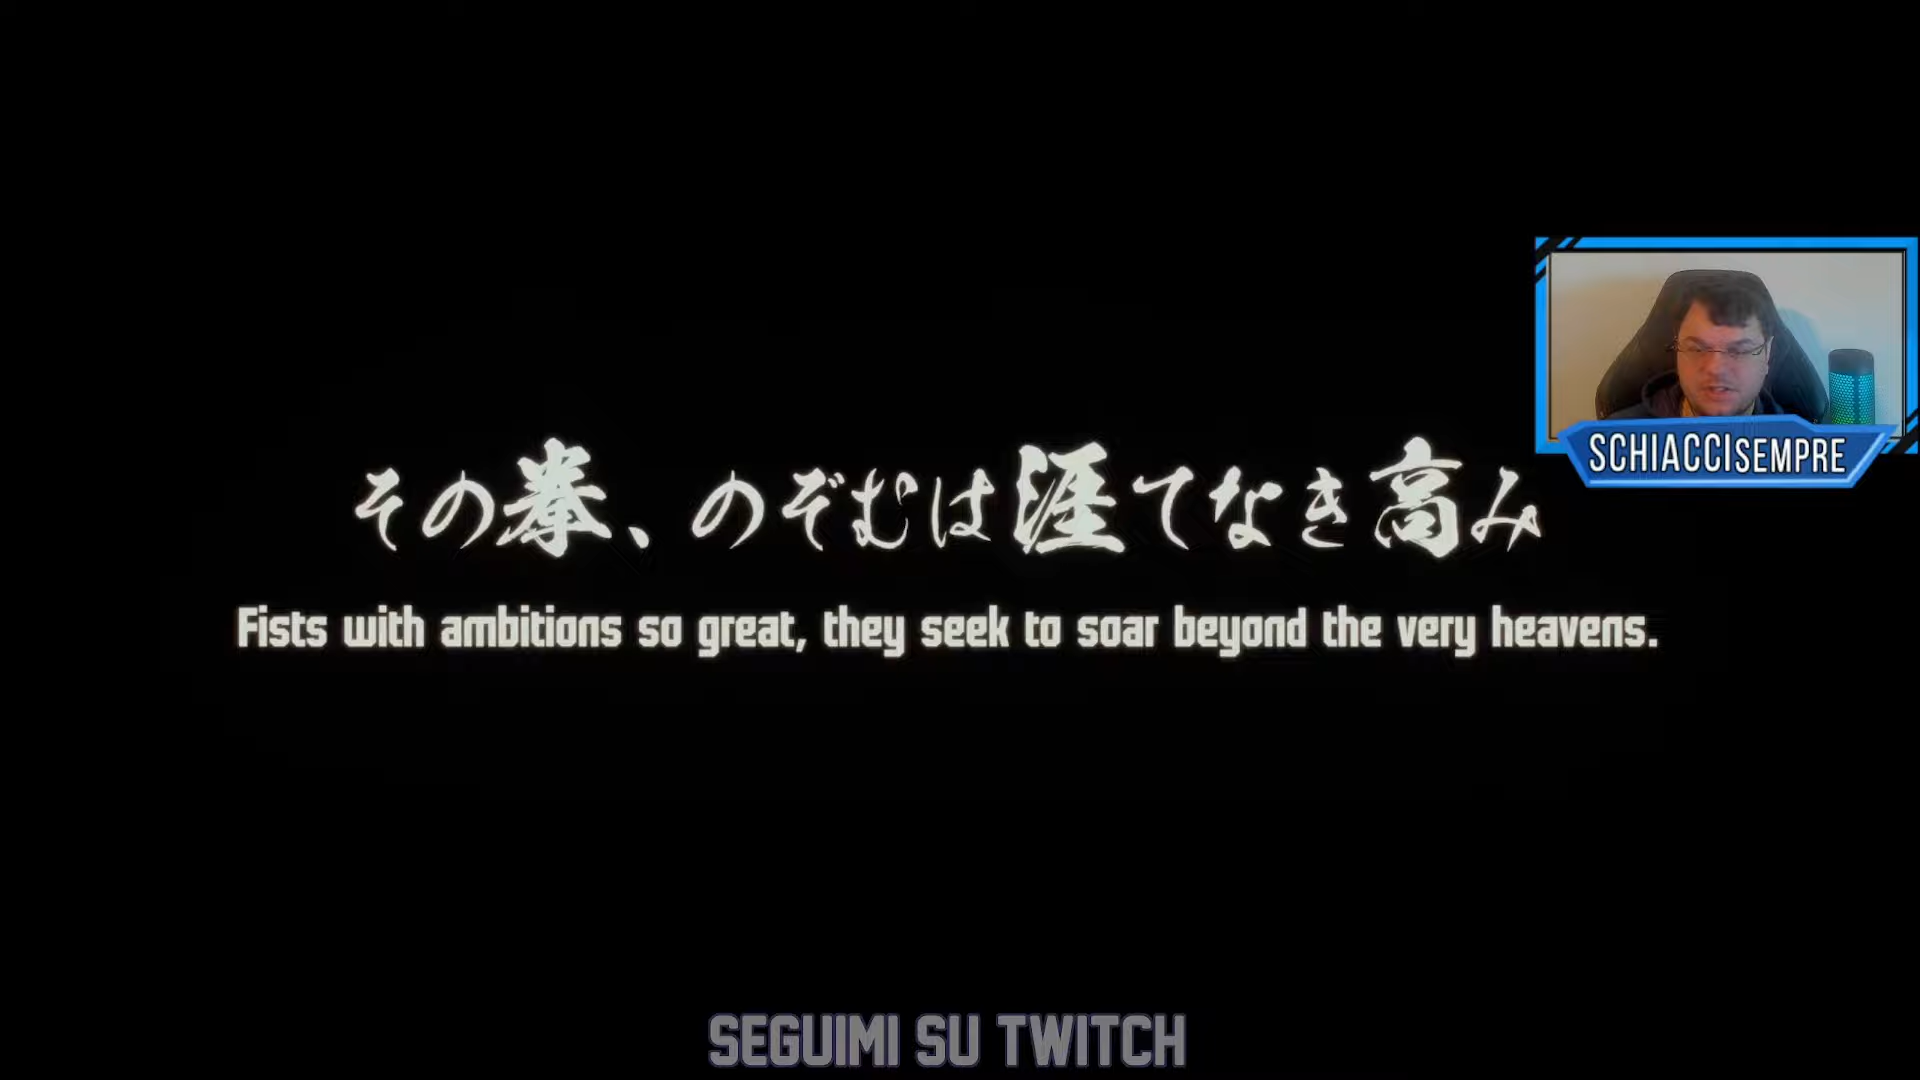 SCHIACCISEMPRE
その拳、のぞむは涯てなき高み
Fists with ambitions so great, they seek to soar beyond the very heavens.
SEGUIMI SU TWITCH